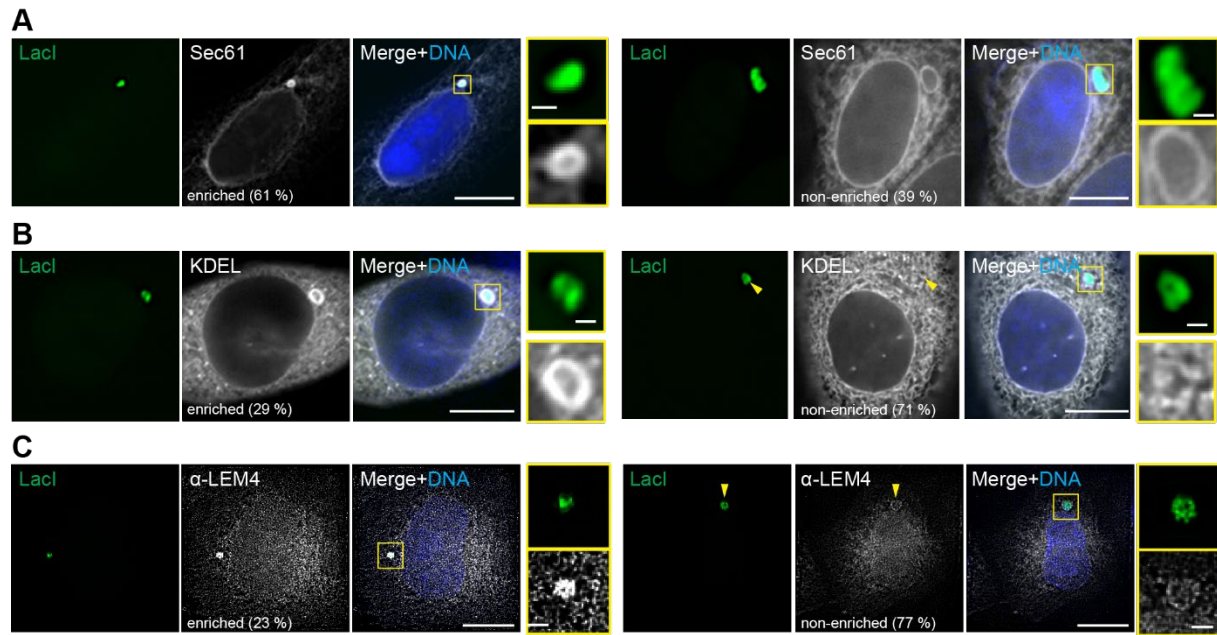 A
LacI Sec61 Merge+DNA LacI Sec61 Merge+DNA
enriched (61 %) non-enriched (39 %)
B
LacI KDEL Merge+DNA LacI KDEL Merge+DNA
enriched (29 %) non-enriched (71 %)
C
LacI α-LEM4 Merge+DNA LacI α-LEM4 Merge+DNA
enriched (23 %) non-enriched (77 %)